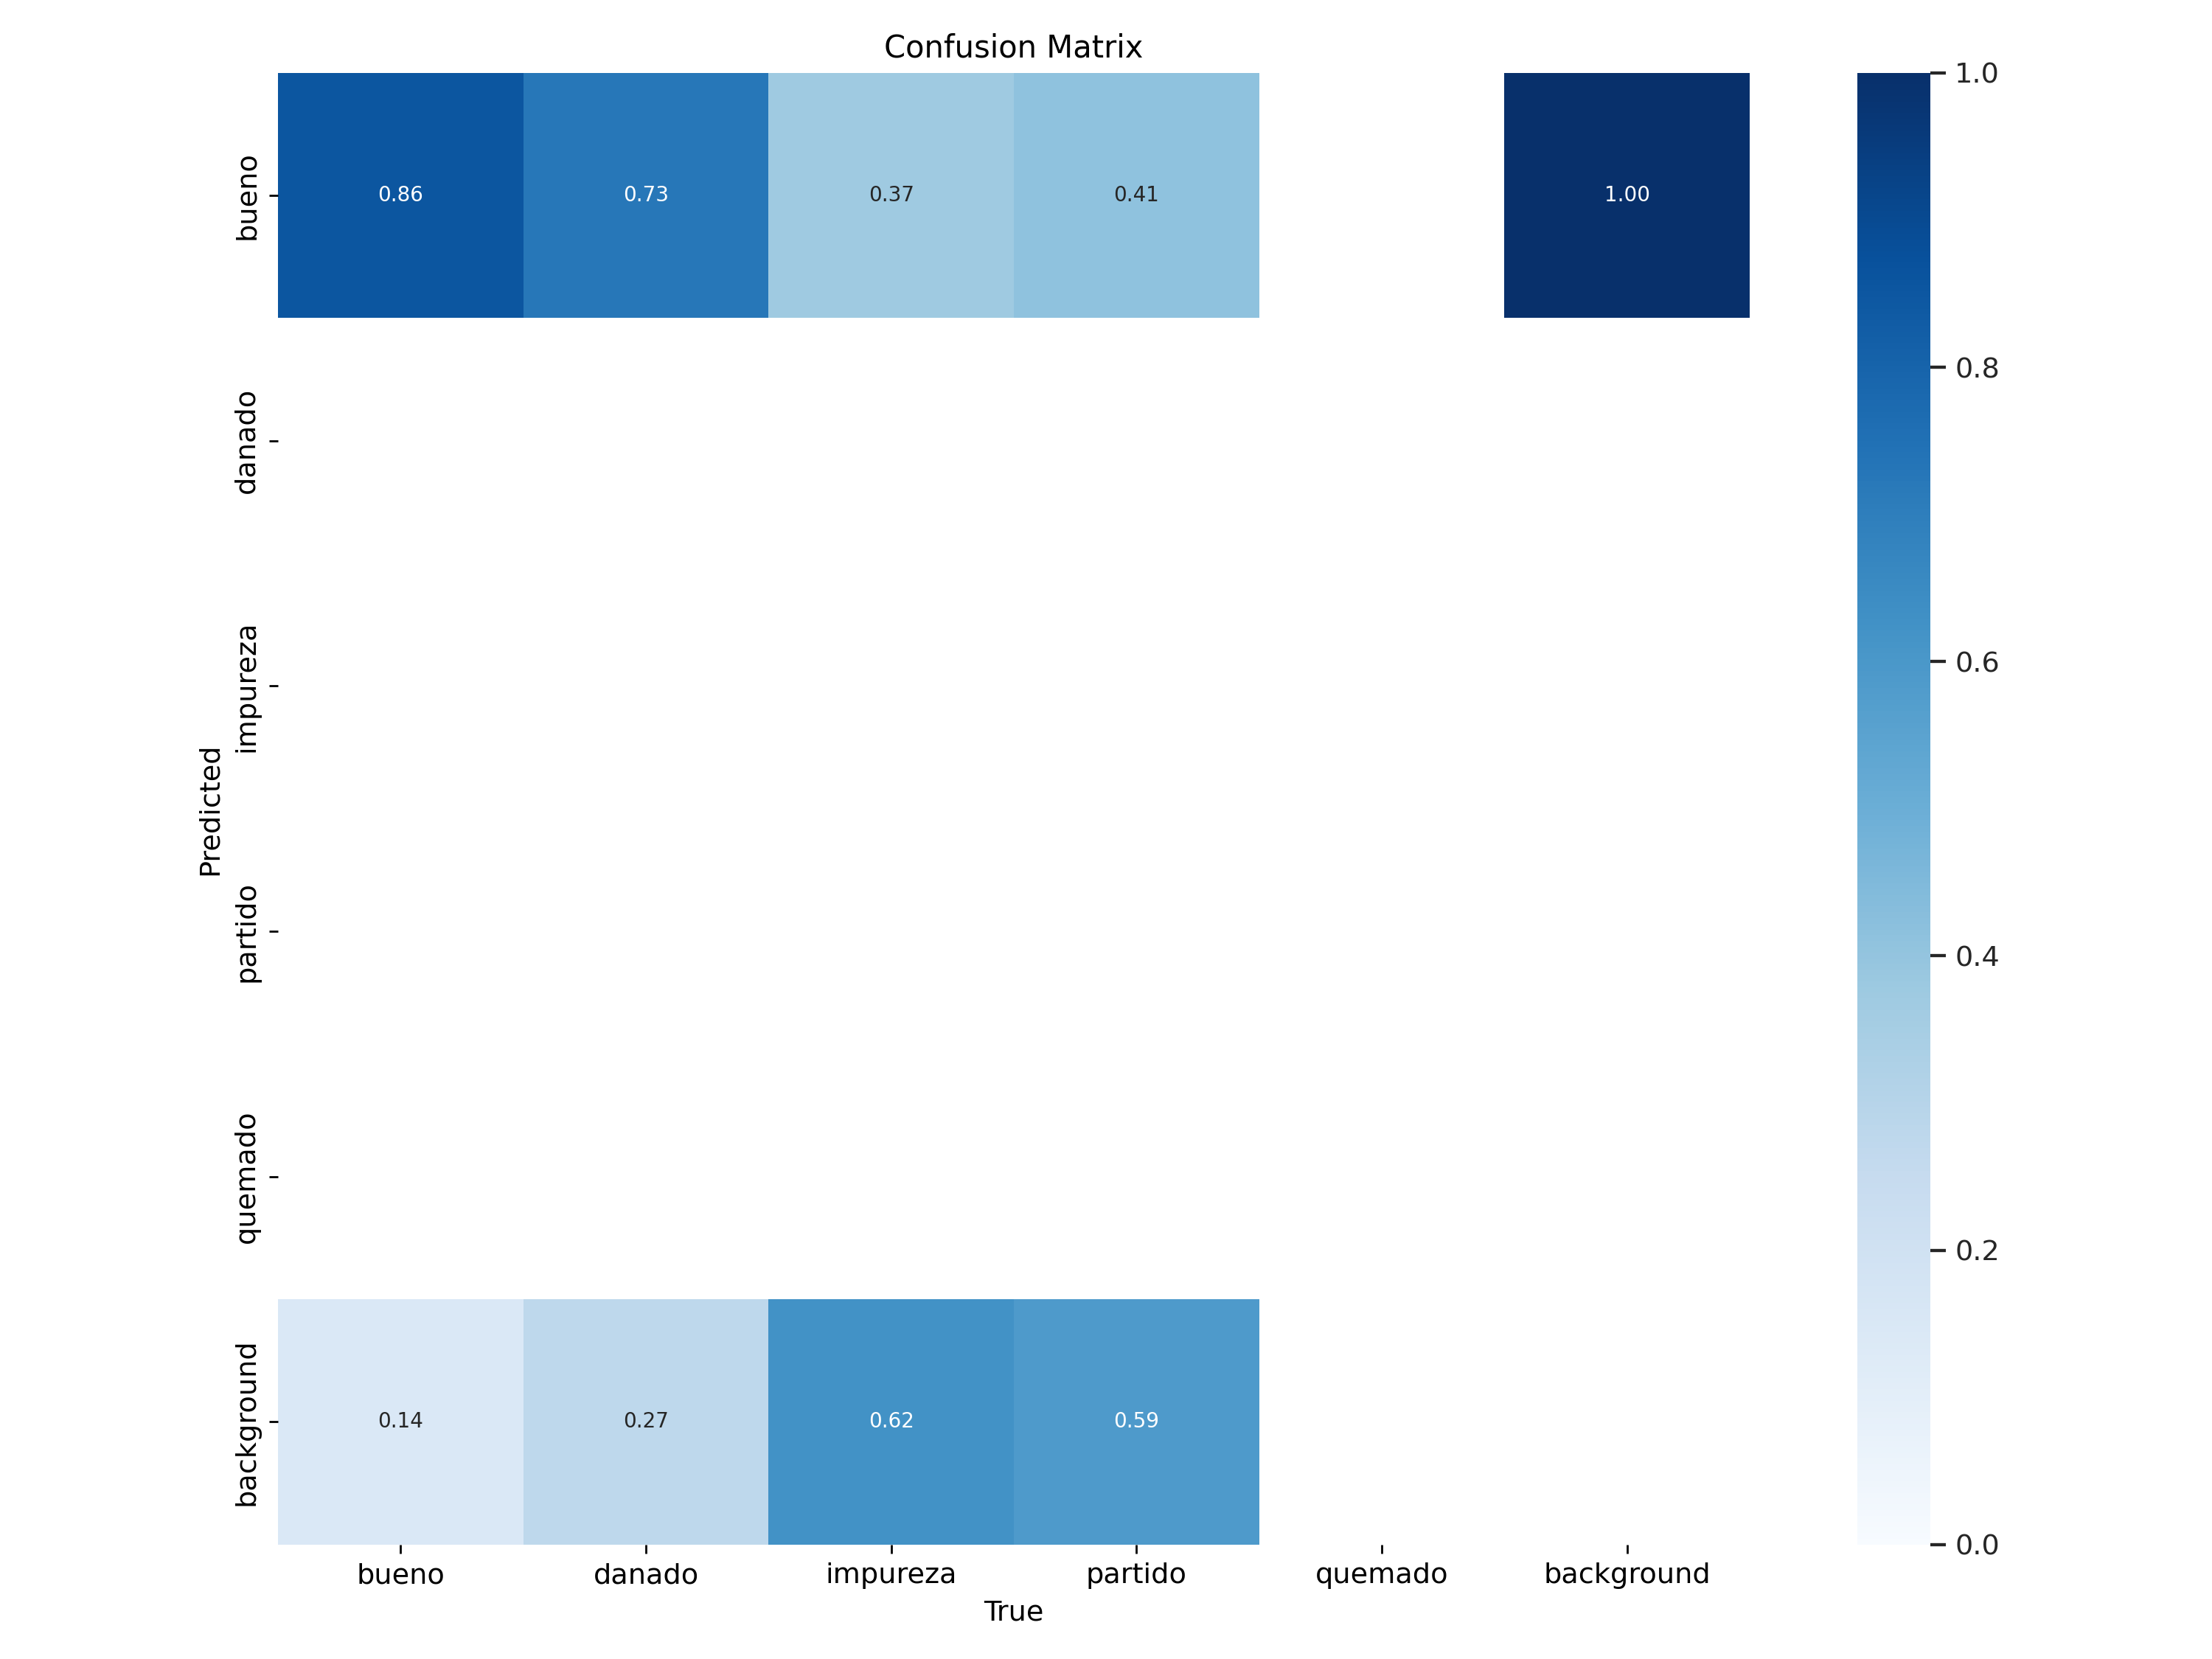 Confusion Matrix
bueno
0.86 0.73 0.37 0.41 1.00
danado
impureza
partido
quemado
background
0.14 0.27 0.62 0.59
Predicted
bueno danado impureza partido quemado background
True
1.0
0.8
0.6
0.4
0.2
0.0